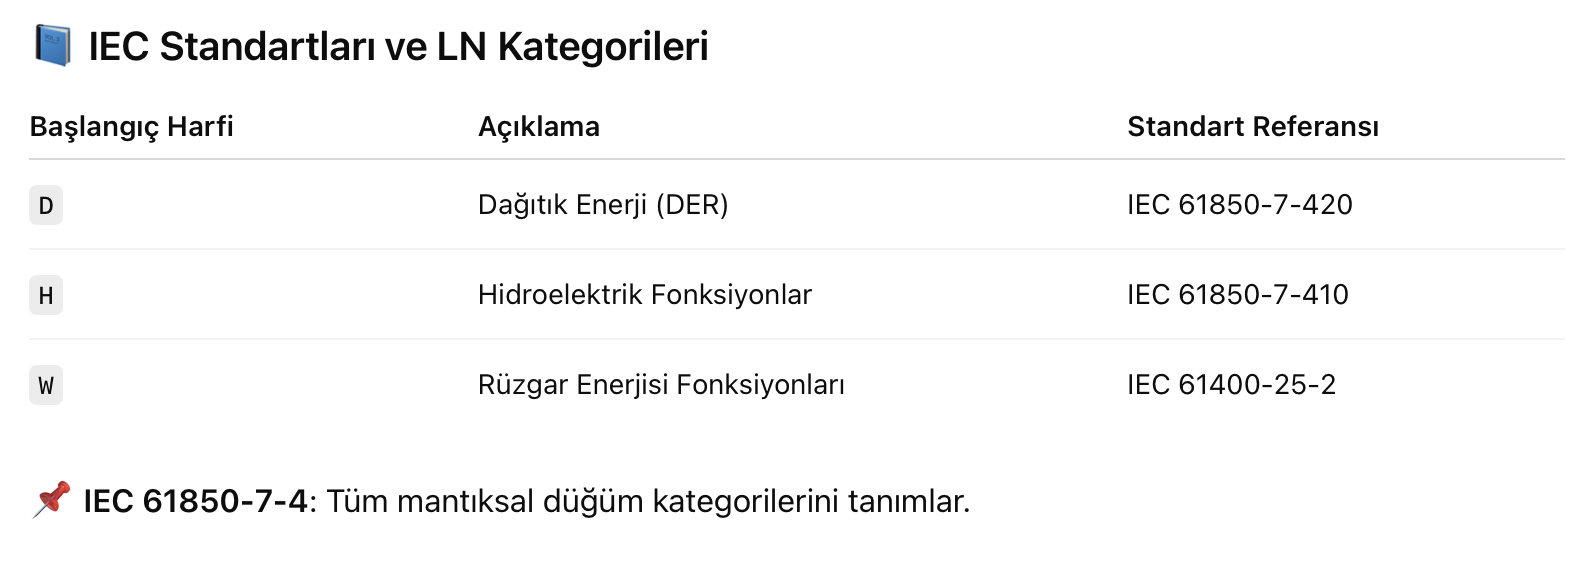 IEC Standartları ve LN Kategorileri
Başlangıç Harfi Açıklama Standart Referansı
D Dağıtık Enerji (DER) IEC 61850-7-420
H Hidroelektrik Fonksiyonlar IEC 61850-7-410
W Rüzgar Enerjisi Fonksiyonları IEC 61400-25-2
IEC 61850-7-4: Tüm mantıksal düğüm kategorilerini tanımlar.